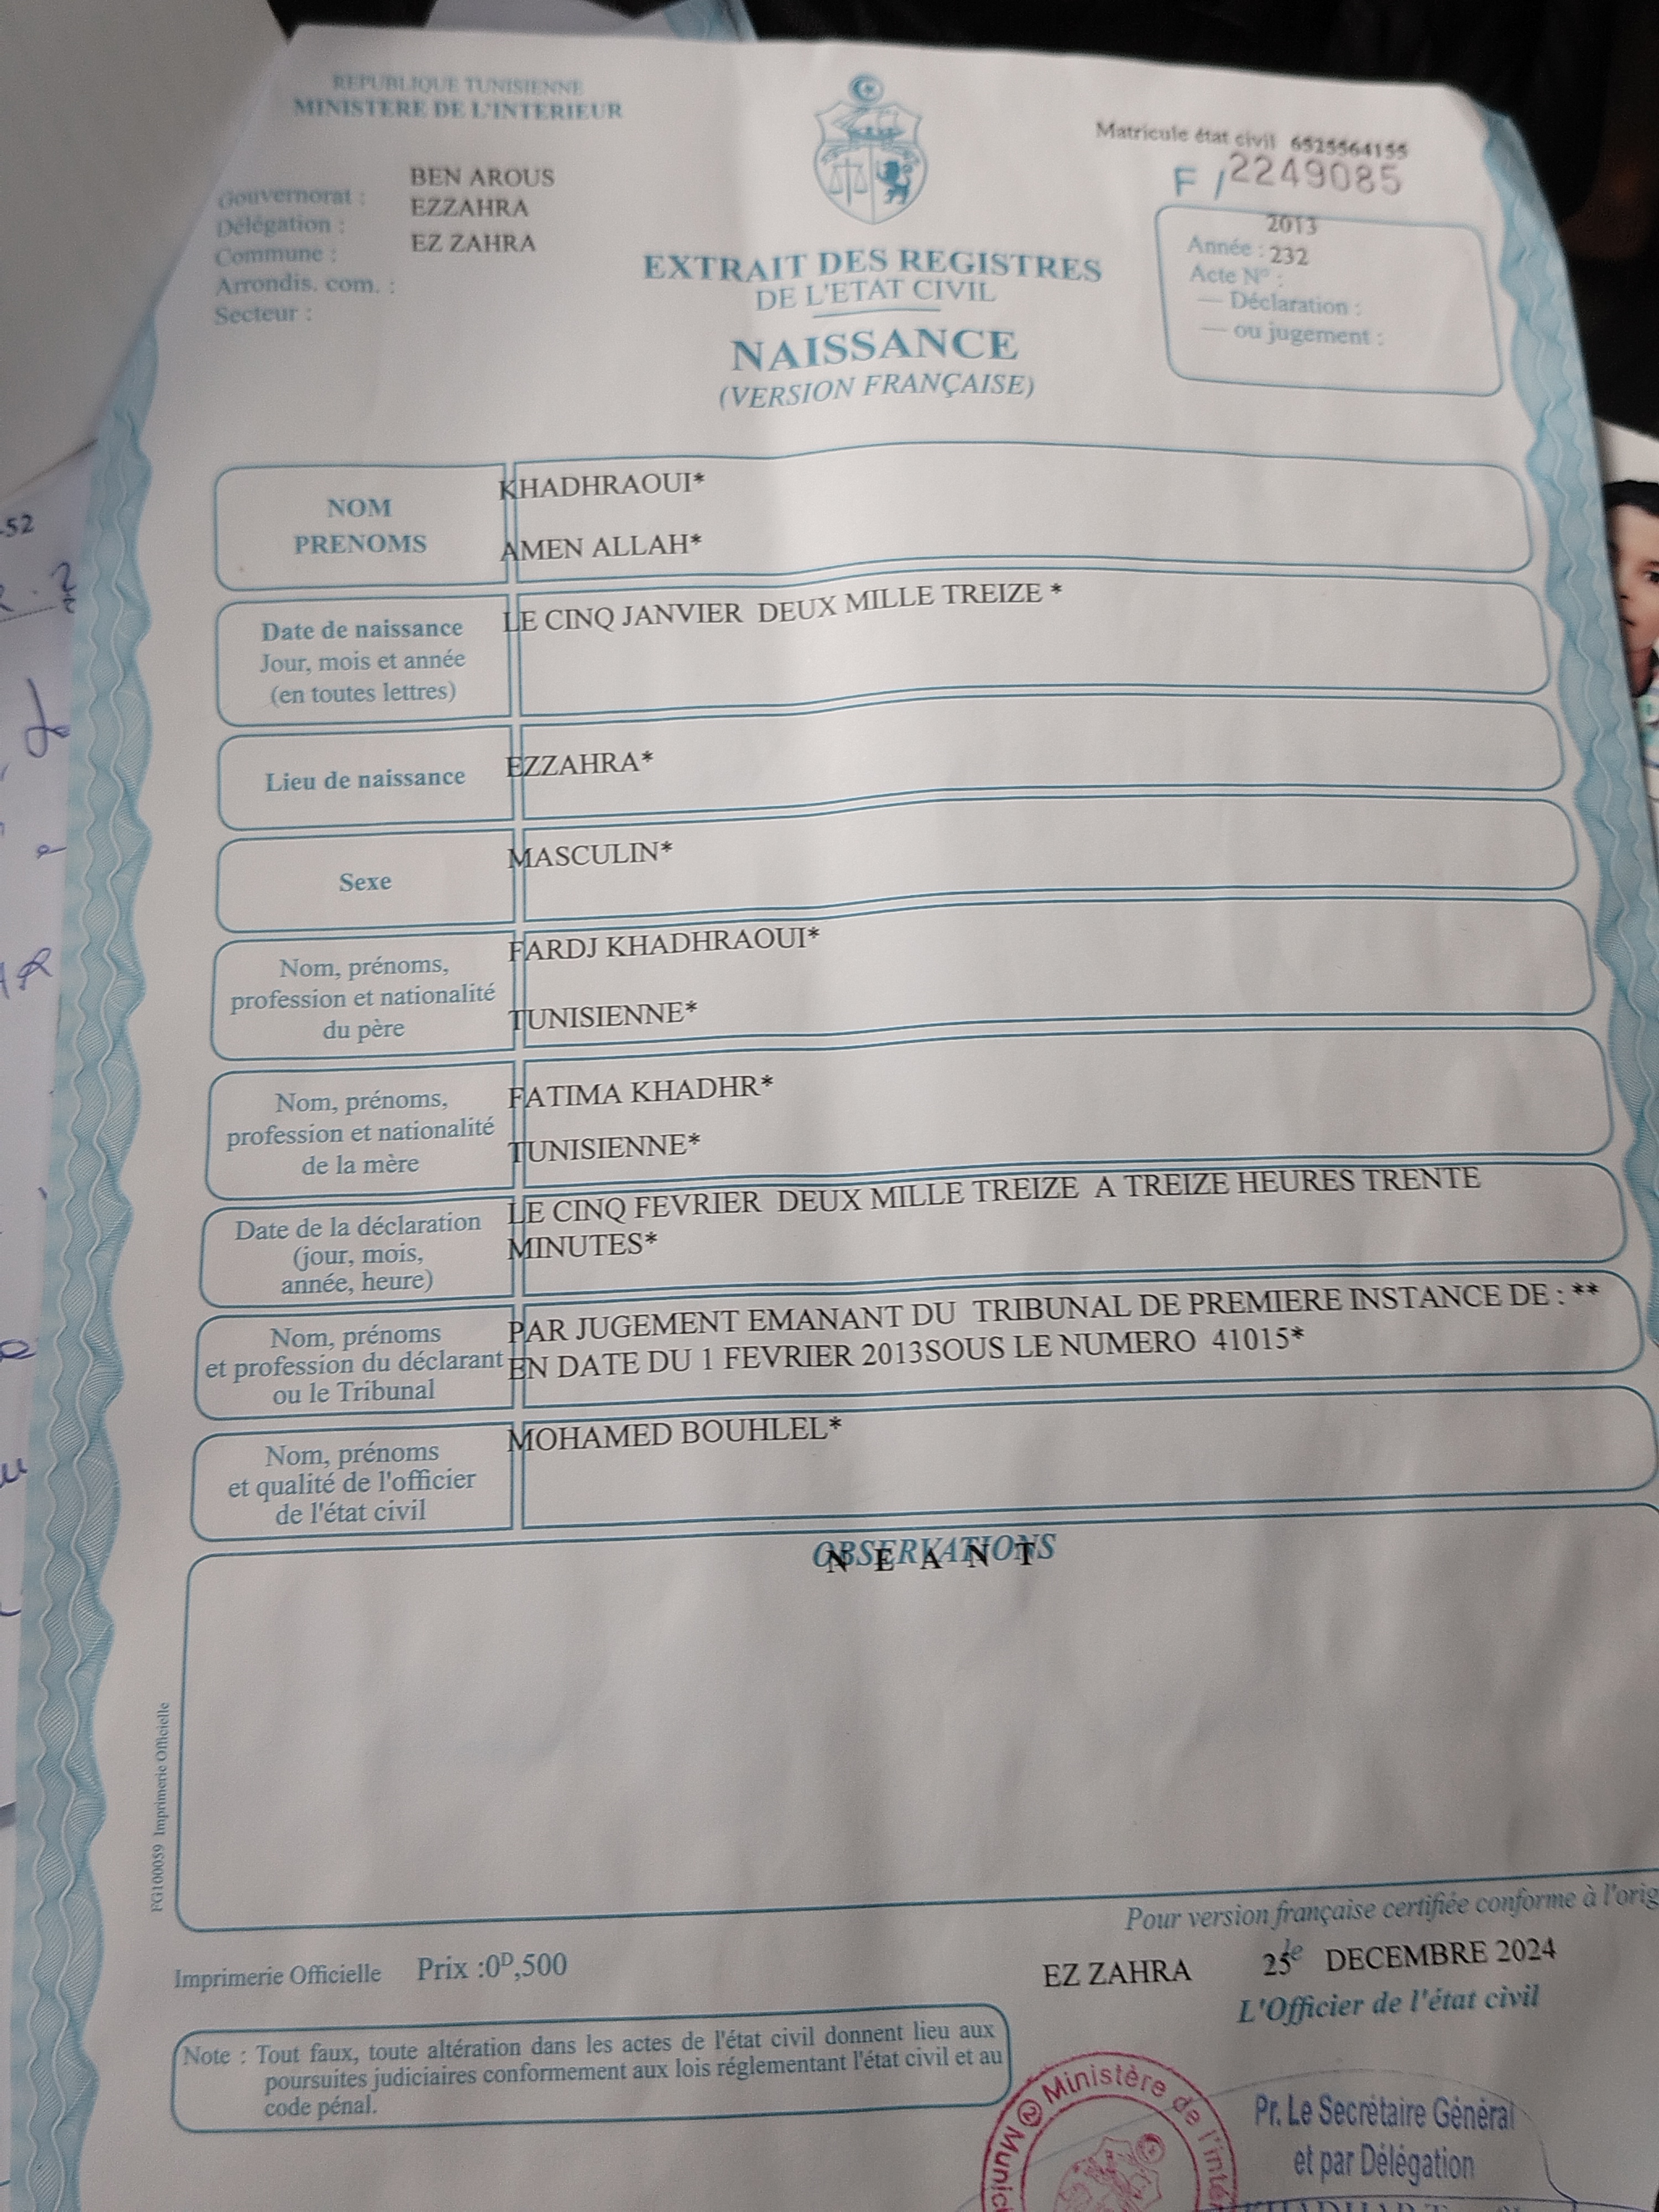 REPUBLIQUE TUNISIENNE
MINISTERE DE L'INTERIEUR
Gouvernorat : BEN AROUS
Délégation : EZZAHRA
Commune : EZ ZAHRA
Arrondis. com. :
Secteur :
Matricule état civil 6525564155
F / 2249085
2013
Année : 232
Acte N° :
— Déclaration :
— ou jugement :
EXTRAIT DES REGISTRES
DE L'ETAT CIVIL
NAISSANCE
(VERSION FRANÇAISE)
NOM
PRENOMS
KHADHRAOUI*
AMEN ALLAH*
Date de naissance
Jour, mois et année
(en toutes lettres)
LE CINQ JANVIER DEUX MILLE TREIZE *
Lieu de naissance
EZZAHRA*
Sexe
MASCULIN*
Nom, prénoms,
profession et nationalité
du père
FARDJ KHADHRAOUI*
TUNISIENNE*
Nom, prénoms,
profession et nationalité
de la mère
FATIMA KHADHR*
TUNISIENNE*
Date de la déclaration
(jour, mois,
année, heure)
LE CINQ FEVRIER DEUX MILLE TREIZE A TREIZE HEURES TRENTE
MINUTES*
Nom, prénoms
et profession du déclarant
ou le Tribunal
PAR JUGEMENT EMANANT DU TRIBUNAL DE PREMIERE INSTANCE DE : **
EN DATE DU 1 FEVRIER 2013SOUS LE NUMERO 41015*
Nom, prénoms
et qualité de l'officier
de l'état civil
MOHAMED BOUHLEL*
OBSERVATIONS
N E A N T
FG100059 Imprimerie Officielle
Pour version française certifiée conforme à l'orig
EZ ZAHRA le 25 DECEMBRE 2024
L'Officier de l'état civil
Imprimerie Officielle Prix :0D,500
Note : Tout faux, toute altération dans les actes de l'état civil donnent lieu aux
poursuites judiciaires conformement aux lois réglementant l'état civil et au
code pénal.
Ministère de l'inté
Pr. Le Secrétaire Général
et par Délégation
-52